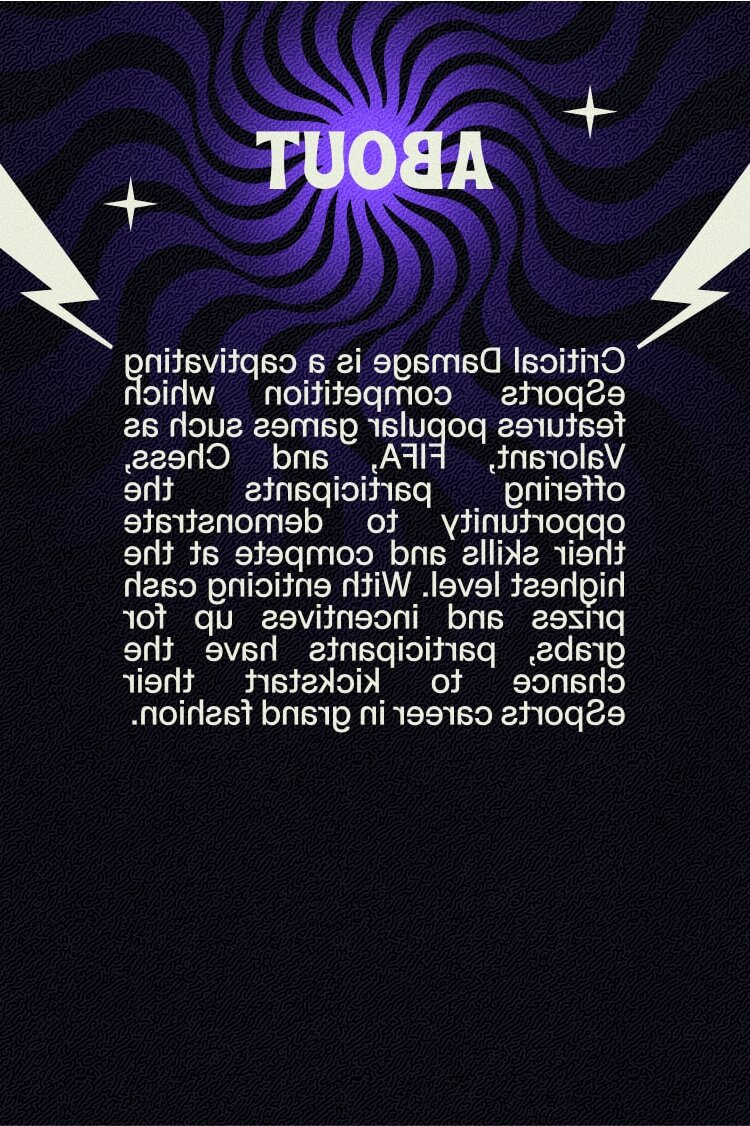 ABOUT
Critical Damage is a captivating
eSports competition which
features popular games such as
Valorant, FIFA, and Chess,
offering participants the
opportunity to demonstrate
their skills and compete at the
highest level. With enticing cash
prizes and incentives up for
grabs, participants have the
chance to kickstart their
eSports career in grand fashion.